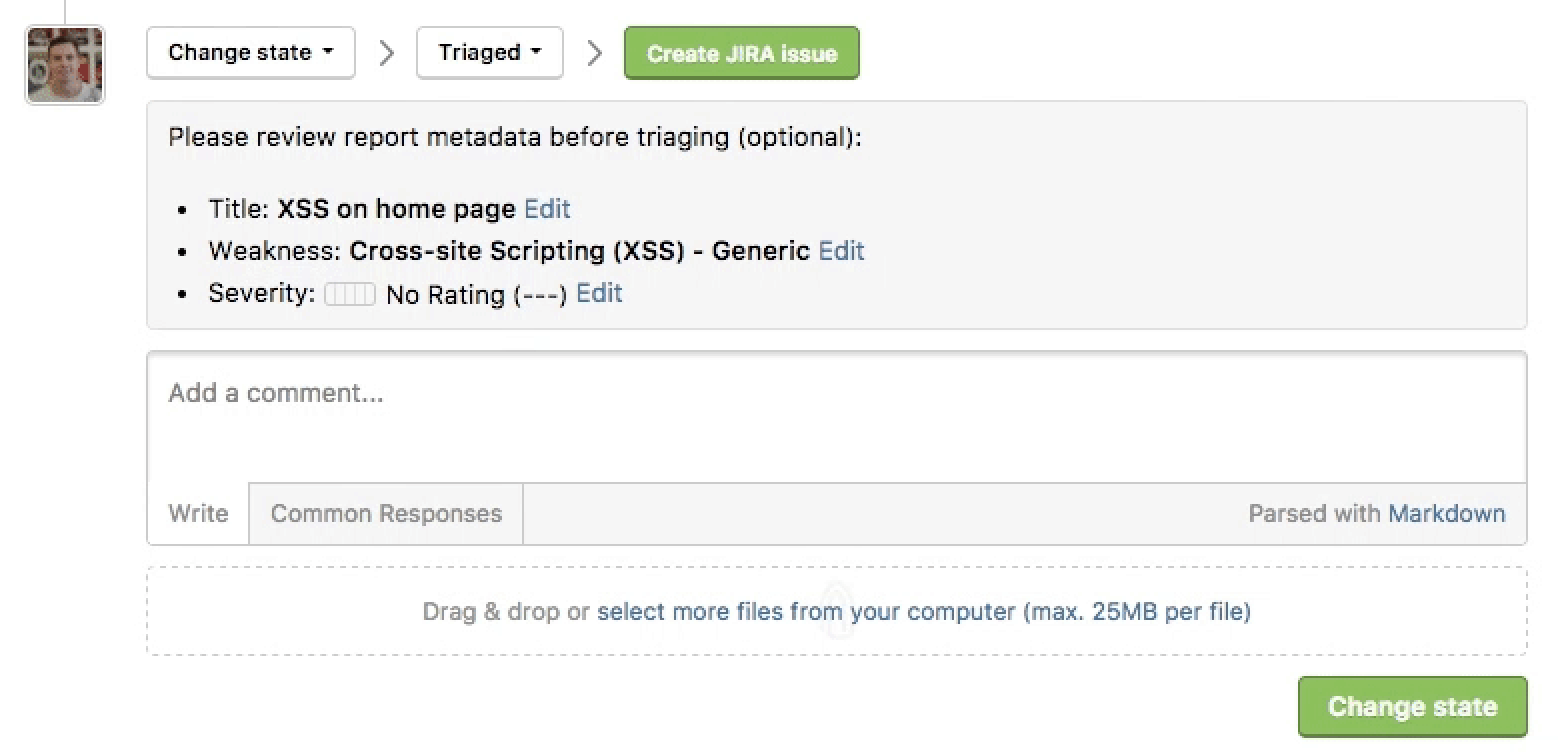 Change state > Triaged > Create JIRA issue
Please review report metadata before triaging (optional):
• Title: XSS on home page Edit
• Weakness: Cross-site Scripting (XSS) - Generic Edit
• Severity: No Rating (---) Edit
Add a comment...
Write Common Responses Parsed with Markdown
Drag & drop or select more files from your computer (max. 25MB per file)
Change state